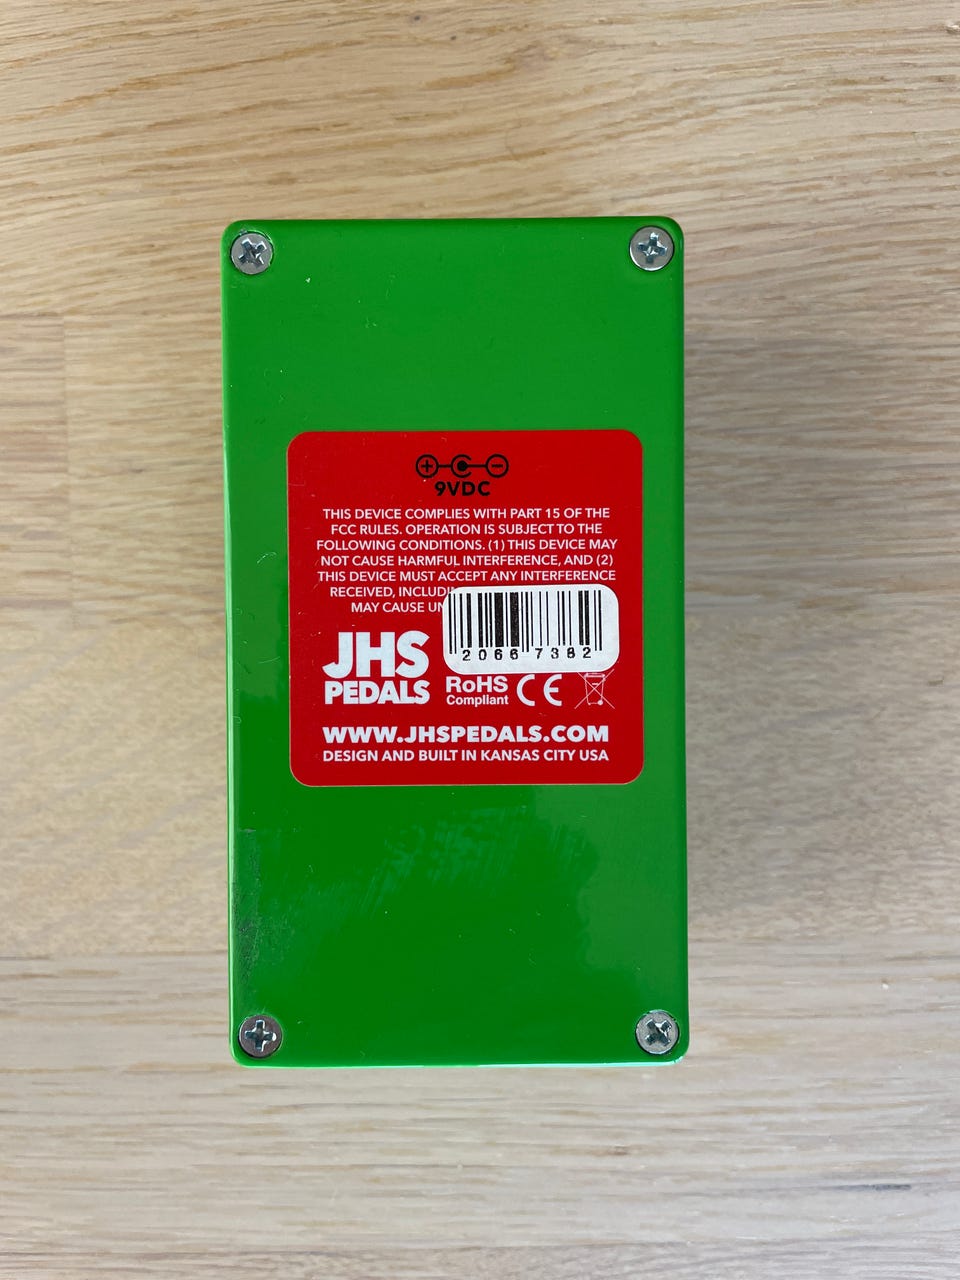 + -
9VDC
THIS DEVICE COMPLIES WITH PART 15 OF THE
FCC RULES. OPERATION IS SUBJECT TO THE
FOLLOWING CONDITIONS. (1) THIS DEVICE MAY
NOT CAUSE HARMFUL INTERFERENCE, AND (2)
THIS DEVICE MUST ACCEPT ANY INTERFERENCE
RECEIVED,
MAY CAUSE
2066 7382
JHS
PEDALS
RoHS
Compliant
CE
WWW.JHSPEDALS.COM
DESIGN AND BUILT IN KANSAS CITY USA